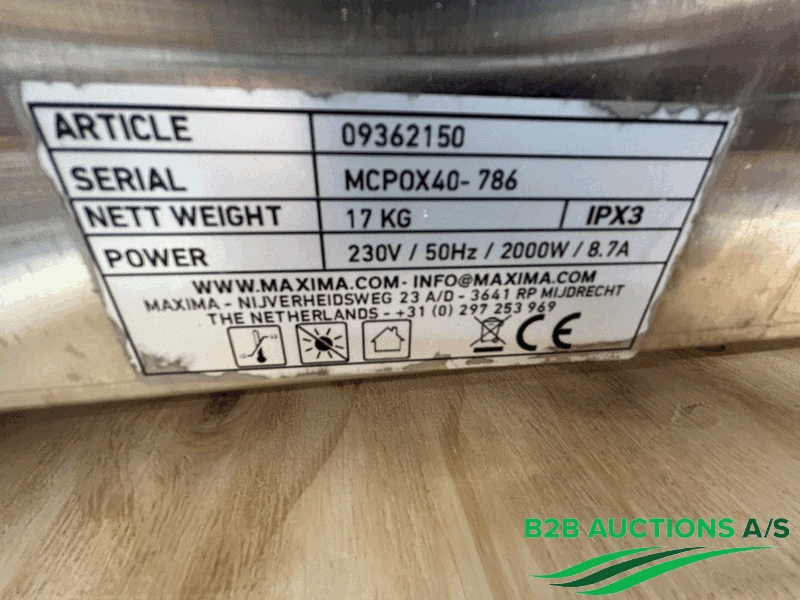 ARTICLE 09362150
SERIAL MCPOX40-786
NETT WEIGHT 17 KG IPX3
POWER 230V / 50Hz / 2000W / 8.7A
WWW.MAXIMA.COM- INFO@MAXIMA.COM
MAXIMA - NIJVERHEIDSWEG 23 A/D - 3641 RP MIJDRECHT
THE NETHERLANDS - +31 (0) 297 253 969
CE
B2B AUCTIONS A/S